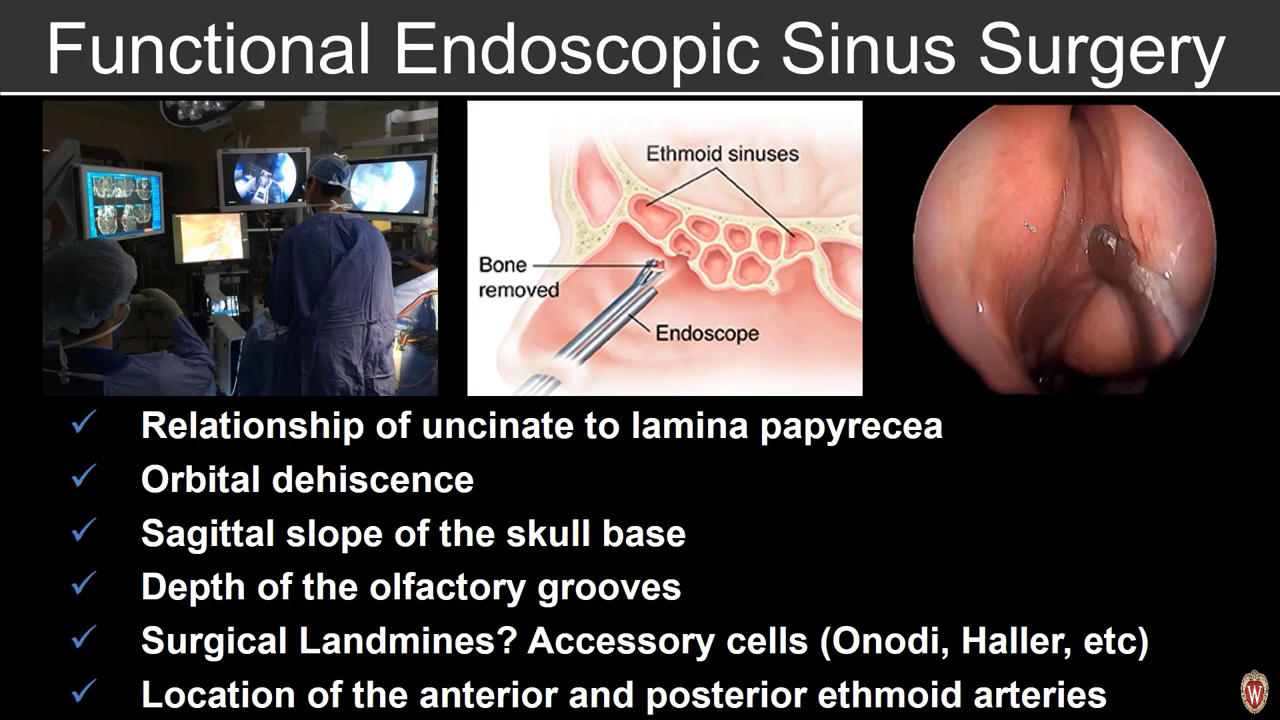 Functional Endoscopic Sinus Surgery
Ethmoid sinuses
Bone
removed
Endoscope
✓ Relationship of uncinate to lamina papyrecea
✓ Orbital dehiscence
✓ Sagittal slope of the skull base
✓ Depth of the olfactory grooves
✓ Surgical Landmines? Accessory cells (Onodi, Haller, etc)
✓ Location of the anterior and posterior ethmoid arteries
W